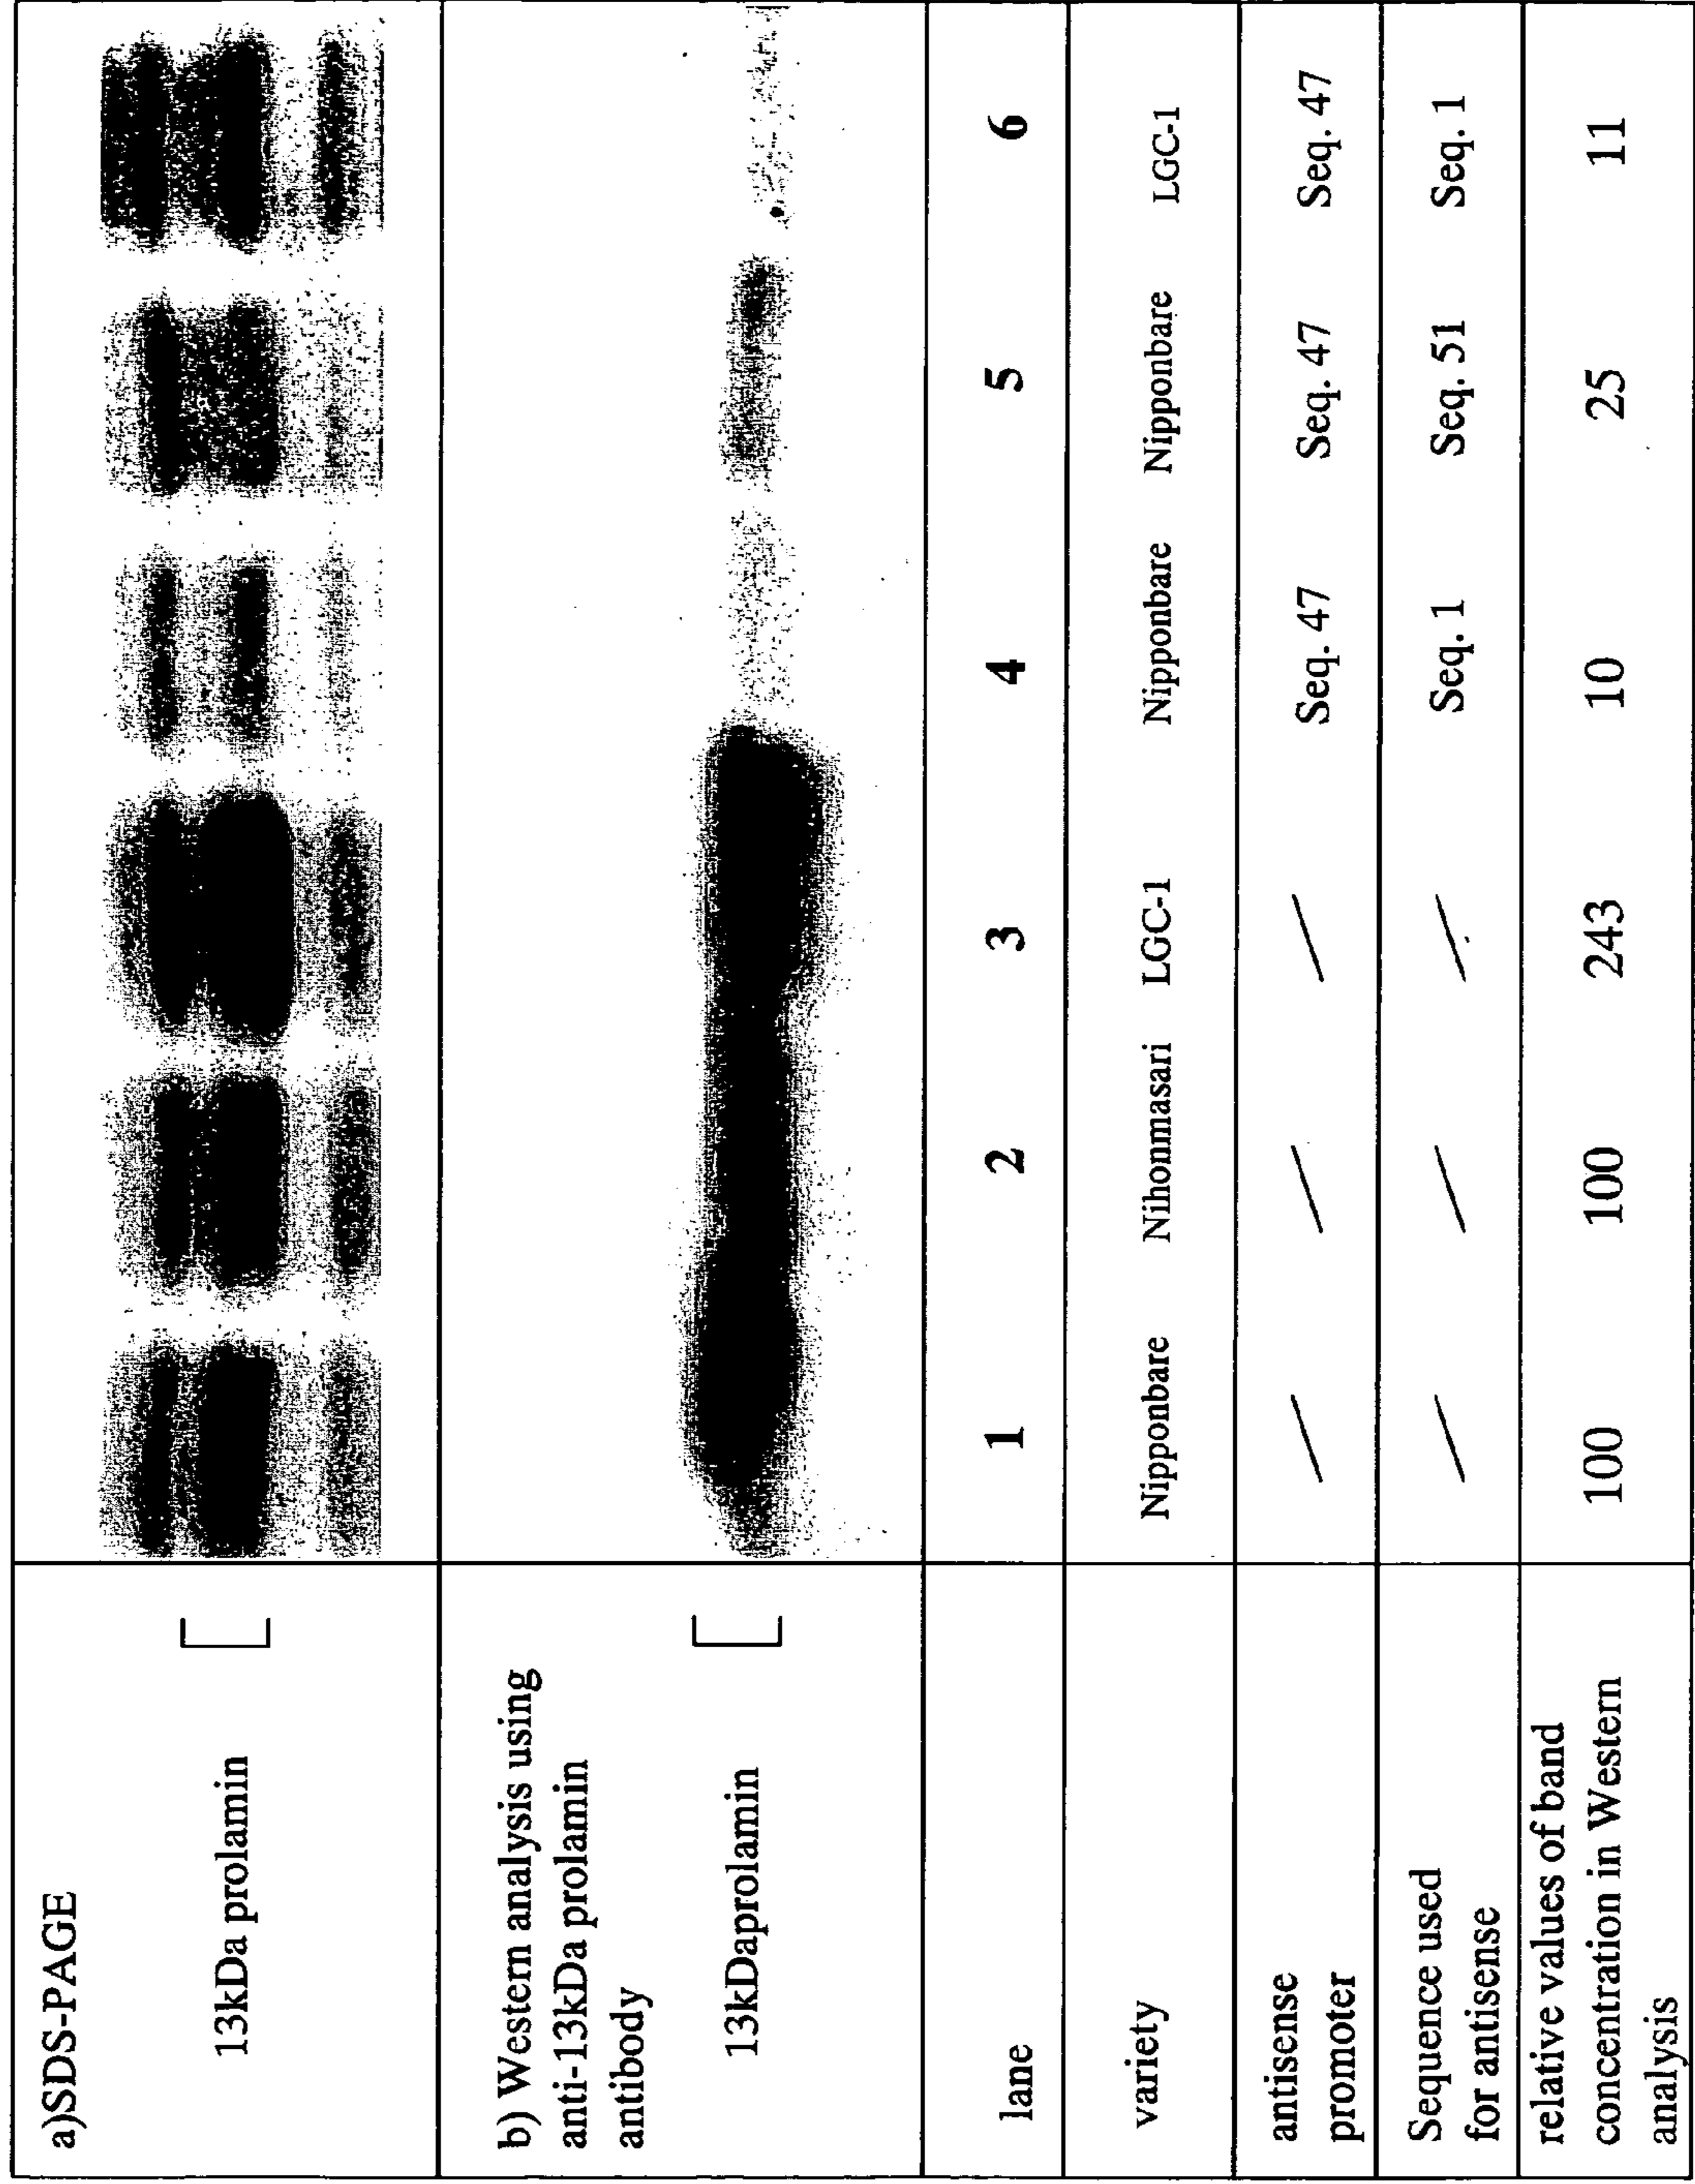 a)SDS-PAGE
13kDa prolamin
b) Western analysis using
anti-13kDa prolamin
antibody
13kDaprolamin
lane 1 2 3 4 5 6
variety Nipponbare Nihonmasari LGC-1 Nipponbare Nipponbare LGC-1
antisense
promoter Seq. 47 Seq. 47 Seq. 47
Sequence used
for antisense Seq. 1 Seq. 51 Seq. 1
relative values of band
concentration in Western
analysis 100 100 243 10 25 11